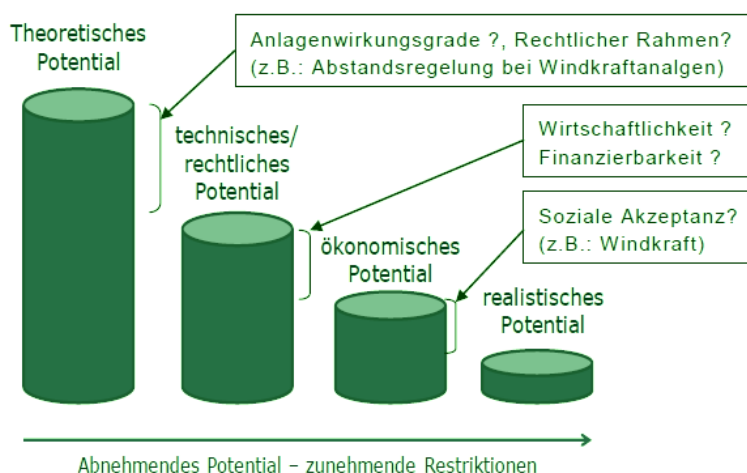 Theoretisches
Potential
Anlagenwirkungsgrade ?, Rechtlicher Rahmen?
(z.B.: Abstandsregelung bei Windkraftanalgen)
technisches/
rechtliches
Potential
Wirtschaftlichkeit ?
Finanzierbarkeit ?
ökonomisches
Potential
Soziale Akzeptanz?
(z.B.: Windkraft)
realistisches
Potential
Abnehmendes Potential – zunehmende Restriktionen